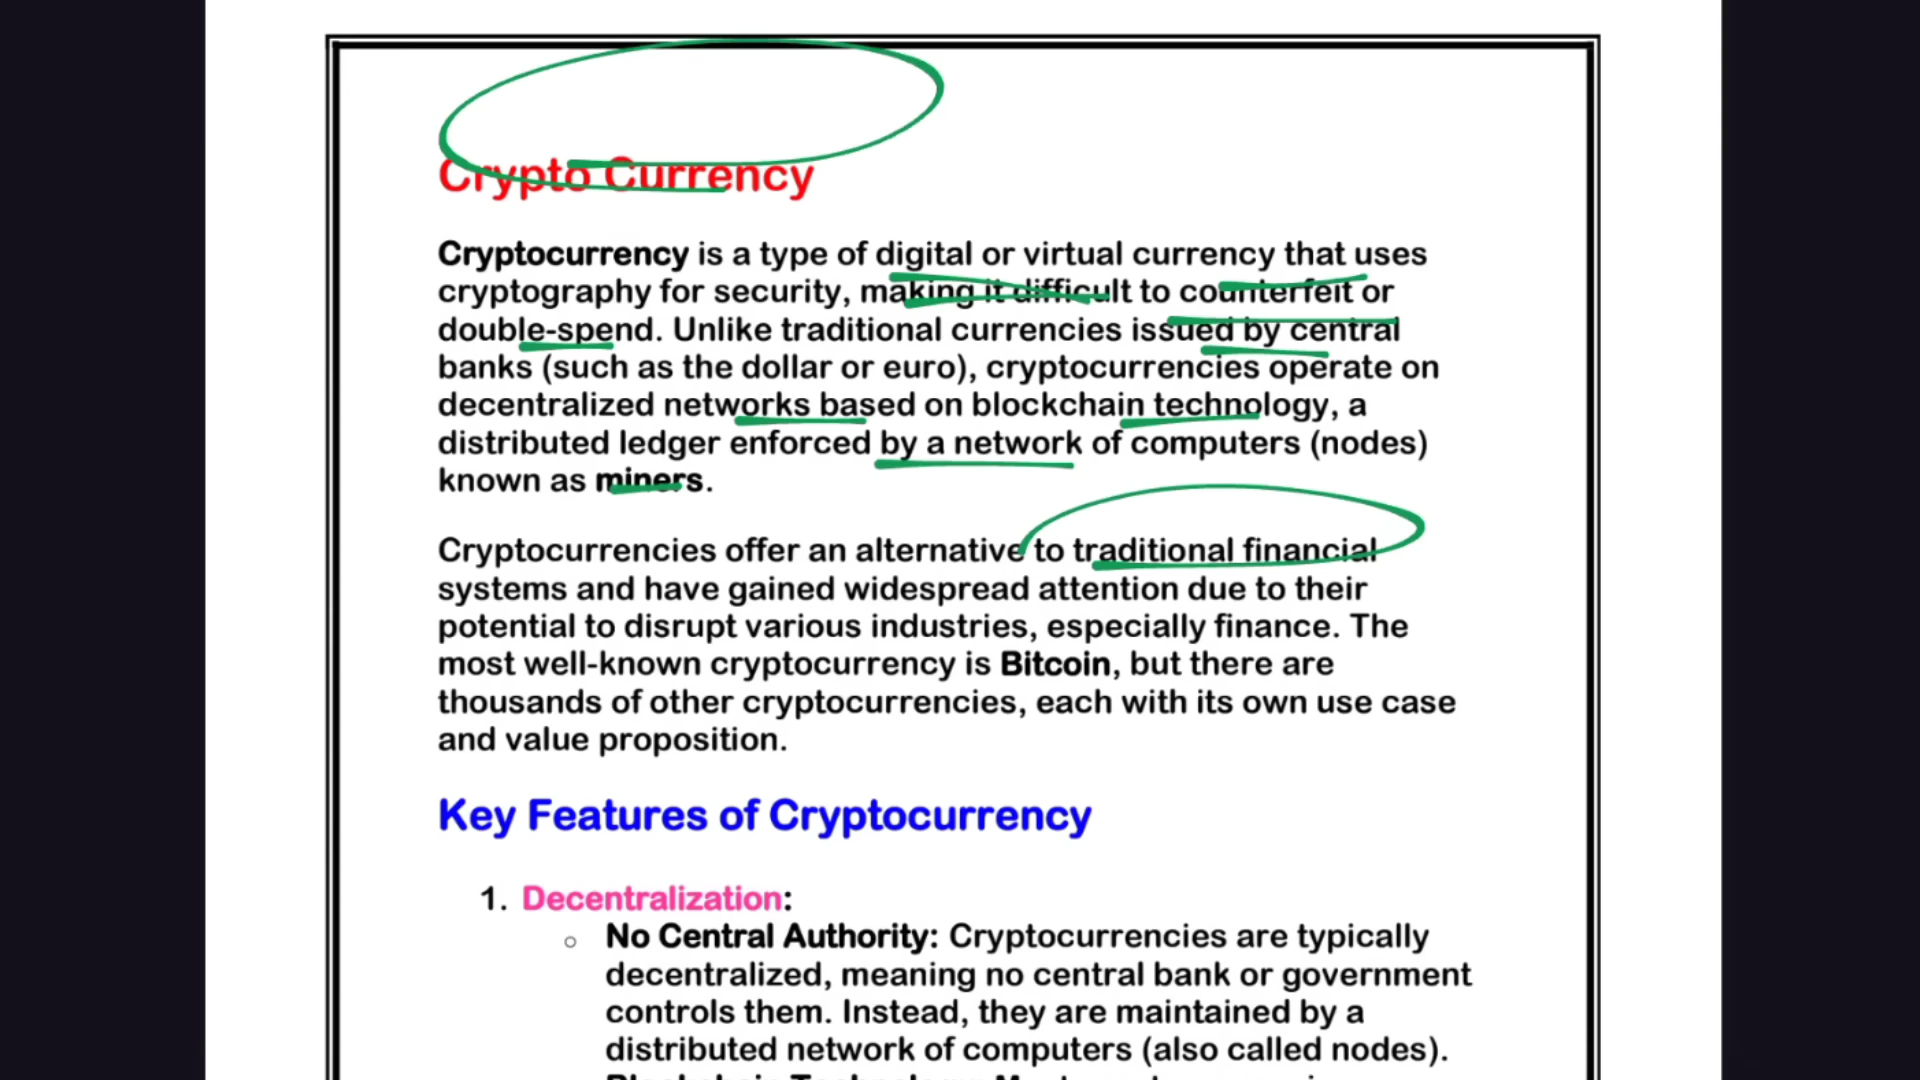 Crypto Currency
Cryptocurrency is a type of digital or virtual currency that uses
cryptography for security, making it difficult to counterfeit or
double-spend. Unlike traditional currencies issued by central
banks (such as the dollar or euro), cryptocurrencies operate on
decentralized networks based on blockchain technology, a
distributed ledger enforced by a network of computers (nodes)
known as miners.
Cryptocurrencies offer an alternative to traditional financial
systems and have gained widespread attention due to their
potential to disrupt various industries, especially finance. The
most well-known cryptocurrency is Bitcoin, but there are
thousands of other cryptocurrencies, each with its own use case
and value proposition.
Key Features of Cryptocurrency
1. Decentralization:
○ No Central Authority: Cryptocurrencies are typically
decentralized, meaning no central bank or government
controls them. Instead, they are maintained by a
distributed network of computers (also called nodes).